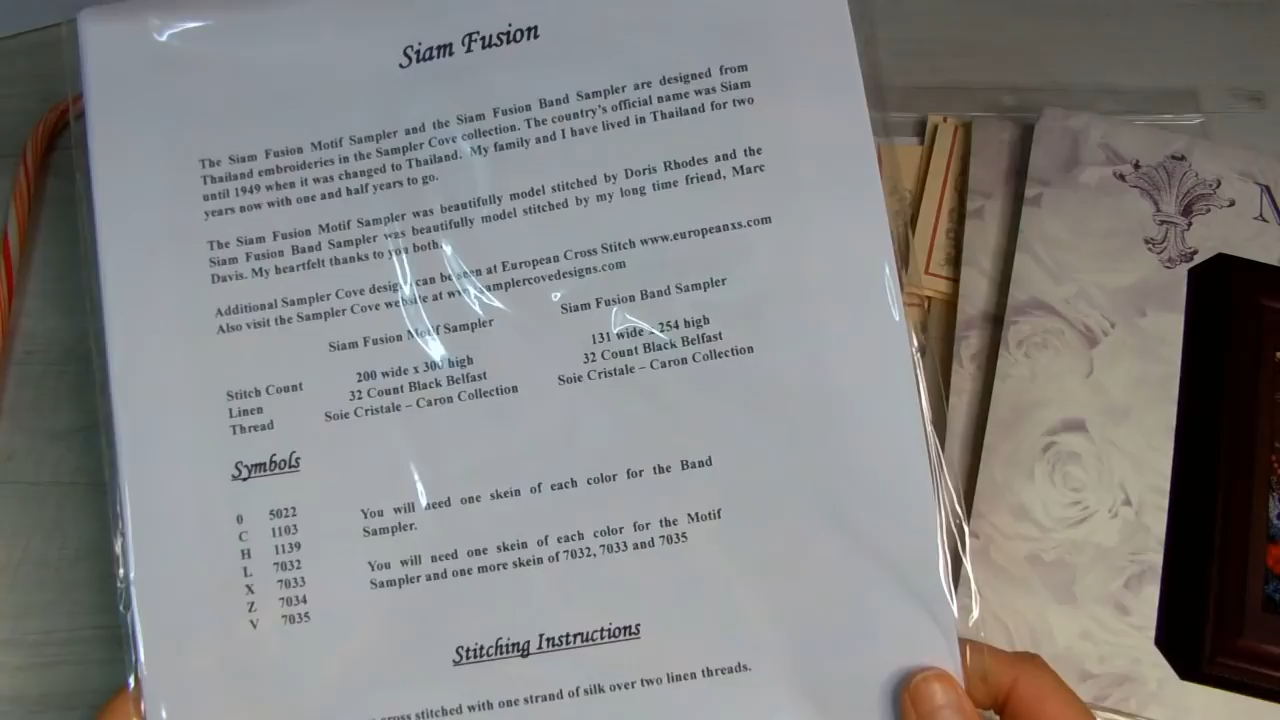 Siam Fusion
The Siam Fusion Motif Sampler and the Siam Fusion Band Sampler are designed from
Thailand embroideries in the Sampler Cove collection. The country's official name was Siam
until 1949 when it was changed to Thailand. My family and I have lived in Thailand for two
years now with one and half years to go.
The Siam Fusion Motif Sampler was beautifully model stitched by Doris Rhodes and the
Siam Fusion Band Sampler was beautifully model stitched by my long time friend, Marc
Davis. My heartfelt thanks to you both.
Additional Sampler Cove designs can be seen at European Cross Stitch www.europeanxs.com
Also visit the Sampler Cove website at www.samplercovedesigns.com
Siam Fusion Motif Sampler Siam Fusion Band Sampler
Stitch Count 200 wide x 300 high 131 wide x 254 high
Linen 32 Count Black Belfast 32 Count Black Belfast
Thread Soie Cristale – Caron Collection Soie Cristale – Caron Collection
Symbols
0 5022
C 1103
H 1139
L 7032
X 7033
Z 7034
V 7035
You will need one skein of each color for the Band
Sampler.
You will need one skein of each color for the Motif
Sampler and one more skein of 7032, 7033 and 7035
Stitching Instructions
cross stitched with one strand of silk over two linen threads.